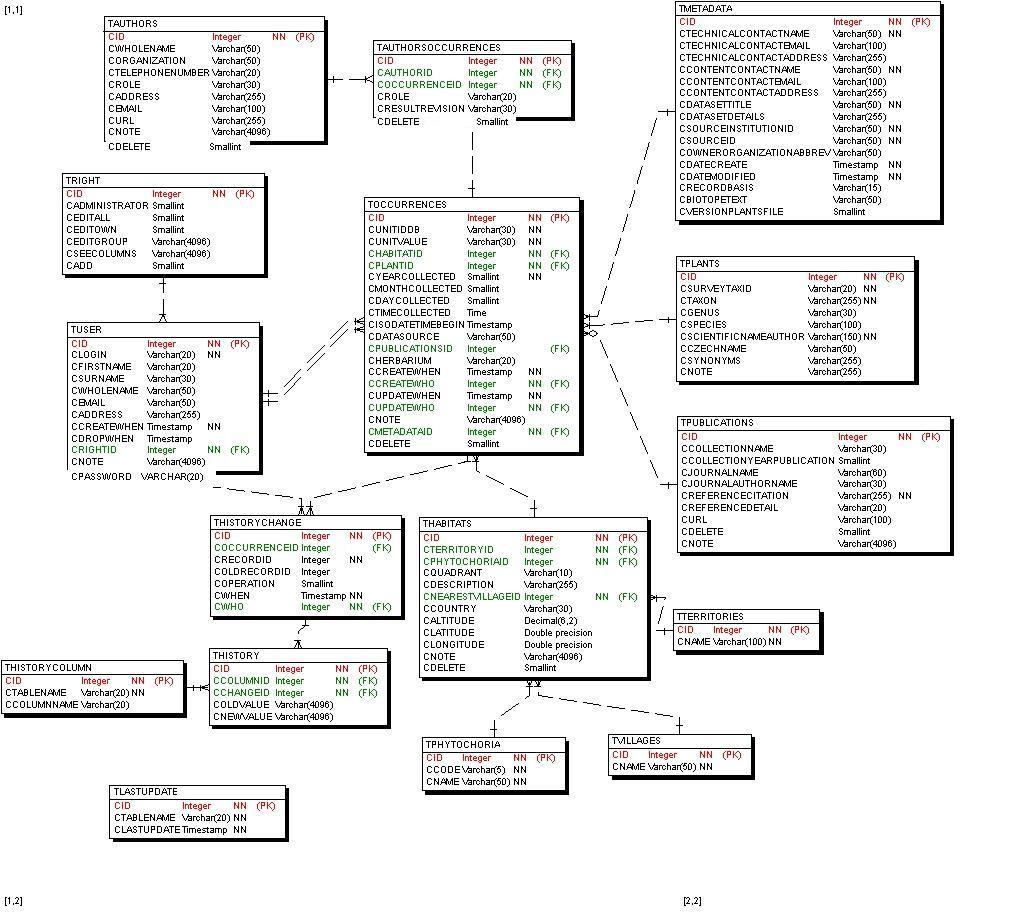 [1,1]
TAUTHORS
CID Integer NN (PK)
CWHOLENAME Varchar(50)
CORGANIZATION Varchar(50)
CTELEPHONENUMBER Varchar(20)
CROLE Varchar(30)
CADDRESS Varchar(255)
CEMAIL Varchar(100)
CURL Varchar(255)
CNOTE Varchar(4096)
CDELETE Smallint
TAUTHORSOCCURRENCES
CID Integer NN (PK)
CAUTHORID Integer NN (FK)
COCCURRENCEID Integer NN (FK)
CROLE Varchar(20)
CRESULTREVISION Varchar(30)
CDELETE Smallint
TMETADATA
CID Integer NN (PK)
CTECHNICALCONTACTNAME Varchar(50) NN
CTECHNICALCONTACTEMAIL Varchar(100)
CTECHNICALCONTACTADDRESS Varchar(255)
CCONTENTCONTACTNAME Varchar(50) NN
CCONTENTCONTACTEMAIL Varchar(100)
CCONTENTCONTACTADDRESS Varchar(255)
CDATASETTITLE Varchar(50) NN
CDATASETDETAILS Varchar(255)
CSOURCEINSTITUTIONID Varchar(50) NN
CSOURCEID Varchar(50) NN
COWNERORGANIZATIONABBREV Varchar(50)
CDATECREATE Timestamp NN
CDATEMODIFIED Timestamp NN
CRECORDBASIS Varchar(15)
CBIOTOPETEXT Varchar(50)
CVERSIONPLANTSFILE Smallint
TRIGHT
CID Integer NN (PK)
CADMINISTRATOR Smallint
CEDITALL Smallint
CEDITOWN Smallint
CEDITGROUP Varchar(4096)
CSEECOLUMNS Varchar(4096)
CADD Smallint
TOCCURRENCES
CID Integer NN (PK)
CUNITIDDB Varchar(30) NN
CUNITVALUE Varchar(30) NN
CHABITATID Integer NN (FK)
CPLANTID Integer NN (FK)
CYEARCOLLECTED Smallint NN
CMONTHCOLLECTED Smallint
CDAYCOLLECTED Smallint
CTIMECOLLECTED Time
CISODATETIMEBEGIN Timestamp
CDATASOURCE Varchar(50)
CPUBLICATIONSID Integer (FK)
CHERBARIUM Varchar(20)
CCREATEWHEN Timestamp NN
CCREATEWHO Integer NN (FK)
CUPDATEWHEN Timestamp NN
CUPDATEWHO Integer NN (FK)
CNOTE Varchar(4096)
CMETADATAID Integer NN (FK)
CDELETE Smallint
TPLANTS
CID Integer NN (PK)
CSURVEYTAXID Varchar(20) NN
CTAXON Varchar(255) NN
CGENUS Varchar(30)
CSPECIES Varchar(100)
CSCIENTIFICNAMEAUTHOR Varchar(150) NN
CCZECHNAME Varchar(50)
CSYNONYMS Varchar(255)
CNOTE Varchar(255)
TUSER
CID Integer NN (PK)
CLOGIN Varchar(20) NN
CFIRSTNAME Varchar(20)
CSURNAME Varchar(30)
CWHOLENAME Varchar(50)
CEMAIL Varchar(50)
CADDRESS Varchar(255)
CCREATEWHEN Timestamp NN
CDROPWHEN Timestamp
CRIGHTID Integer NN (FK)
CNOTE Varchar(4096)
CPASSWORD VARCHAR(20)
TPUBLICATIONS
CID Integer NN (PK)
CCOLLECTIONNAME Varchar(30)
CCOLLECTIONYEARPUBLICATION Smallint
CJOURNALNAME Varchar(60)
CJOURNALAUTHORNAME Varchar(30)
CREFERENCECITATION Varchar(255) NN
CREFERENCEDETAIL Varchar(20)
CURL Varchar(100)
CDELETE Smallint
CNOTE Varchar(4096)
THISTORYCHANGE
CID Integer NN (PK)
COCCURRENCEID Integer (FK)
CRECORDID Integer NN
COLDRECORDID Integer
COPERATION Smallint
CWHEN Timestamp NN
CWHO Integer NN (FK)
THABITATS
CID Integer NN (PK)
CTERRITORYID Integer NN (FK)
CPHYTOCHORIAID Integer NN (FK)
CQUADRANT Varchar(10)
CDESCRIPTION Varchar(255)
CNEARESTVILLAGEID Integer NN (FK)
CCOUNTRY Varchar(30)
CALTITUDE Decimal(6,2)
CLATITUDE Double precision
CLONGITUDE Double precision
CNOTE Varchar(4096)
CDELETE Smallint
TTERRITORIES
CID Integer NN (PK)
CNAME Varchar(100) NN
THISTORYCOLUMN
CID Integer NN (PK)
CTABLENAME Varchar(20) NN
CCOLUMNNAME Varchar(20)
THISTORY
CID Integer NN (PK)
CCOLUMNID Integer NN (FK)
CCHANGEID Integer NN (FK)
COLDVALUE Varchar(4096)
CNEWVALUE Varchar(4096)
TPHYTOCHORIA
CID Integer NN (PK)
CCODE Varchar(5) NN
CNAME Varchar(50) NN
TVILLAGES
CID Integer NN (PK)
CNAME Varchar(50) NN
TLASTUPDATE
CID Integer NN (PK)
CTABLENAME Varchar(20) NN
CLASTUPDATE Timestamp NN
[1,2]
[2,2]